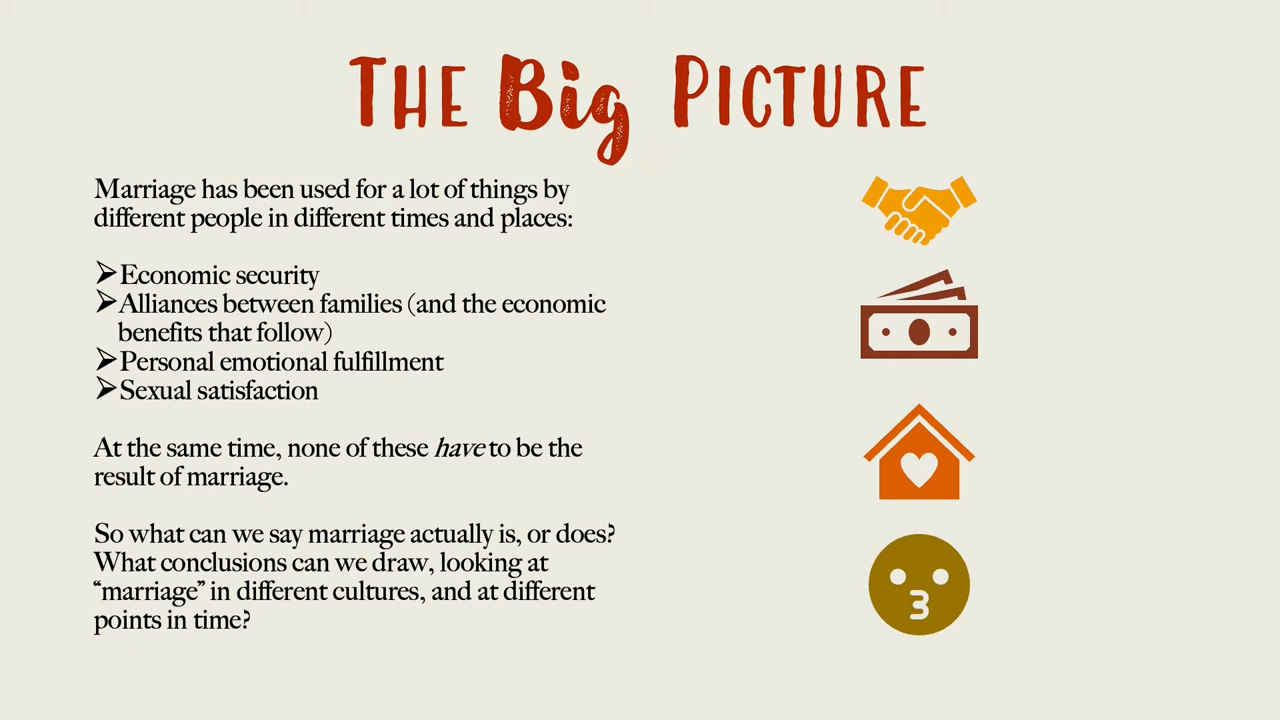 THE Big PICTURE
Marriage has been used for a lot of things by
different people in different times and places:
➢Economic security
➢Alliances between families (and the economic
benefits that follow)
➢Personal emotional fulfillment
➢Sexual satisfaction
At the same time, none of these have to be the
result of marriage.
So what can we say marriage actually is, or does?
What conclusions can we draw, looking at
“marriage” in different cultures, and at different
points in time?